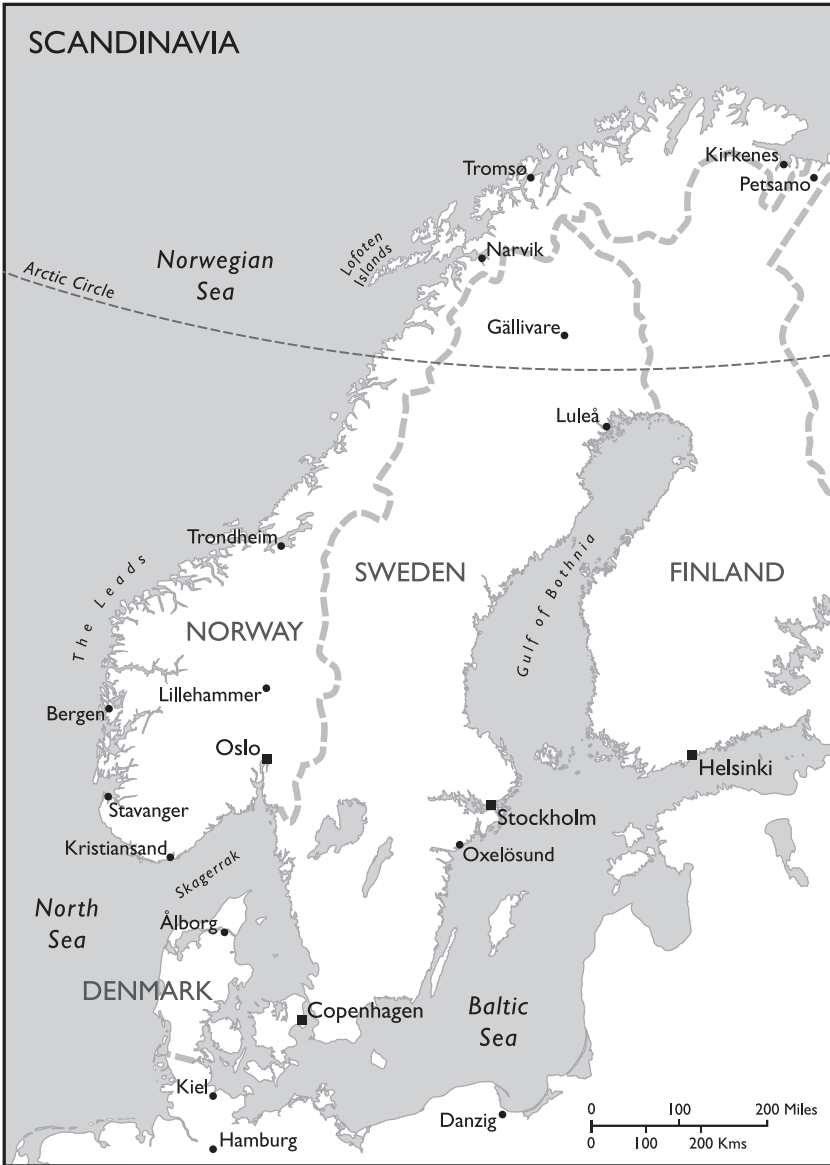 SCANDINAVIA
Kirkenes
Tromsø
Petsamo
Lofoten
Islands
Norwegian
Sea
Narvik
Arctic Circle
Gällivare
Luleå
Trondheim
The Leads
SWEDEN
Gulf of Bothnia
FINLAND
NORWAY
Lillehammer
Bergen
Oslo
Helsinki
Stavanger
Stockholm
Kristiansand
Oxelösund
Skagerrak
North
Sea
Ålborg
DENMARK
Copenhagen
Baltic
Sea
Kiel
Danzig
Hamburg
0 100 200 Miles
0 100 200 Kms